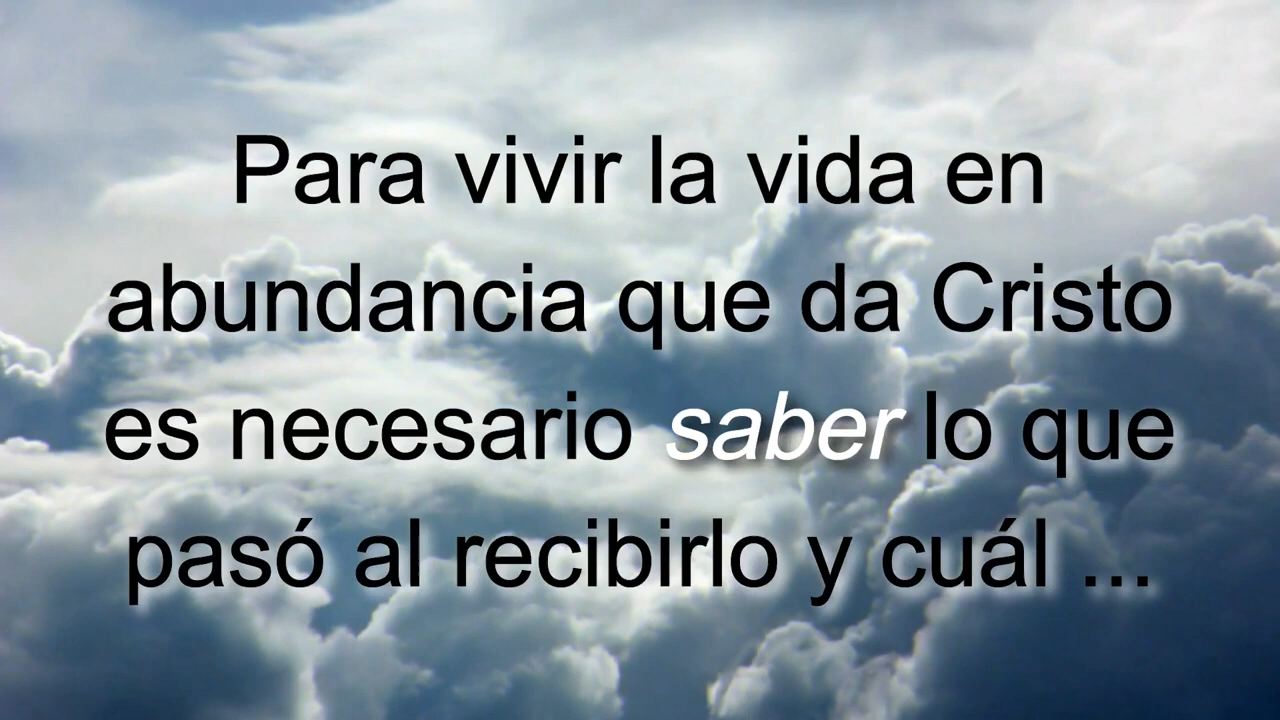 Para vivir la vida en
abundancia que da Cristo
es necesario saber lo que
pasó al recibirlo y cuál ...